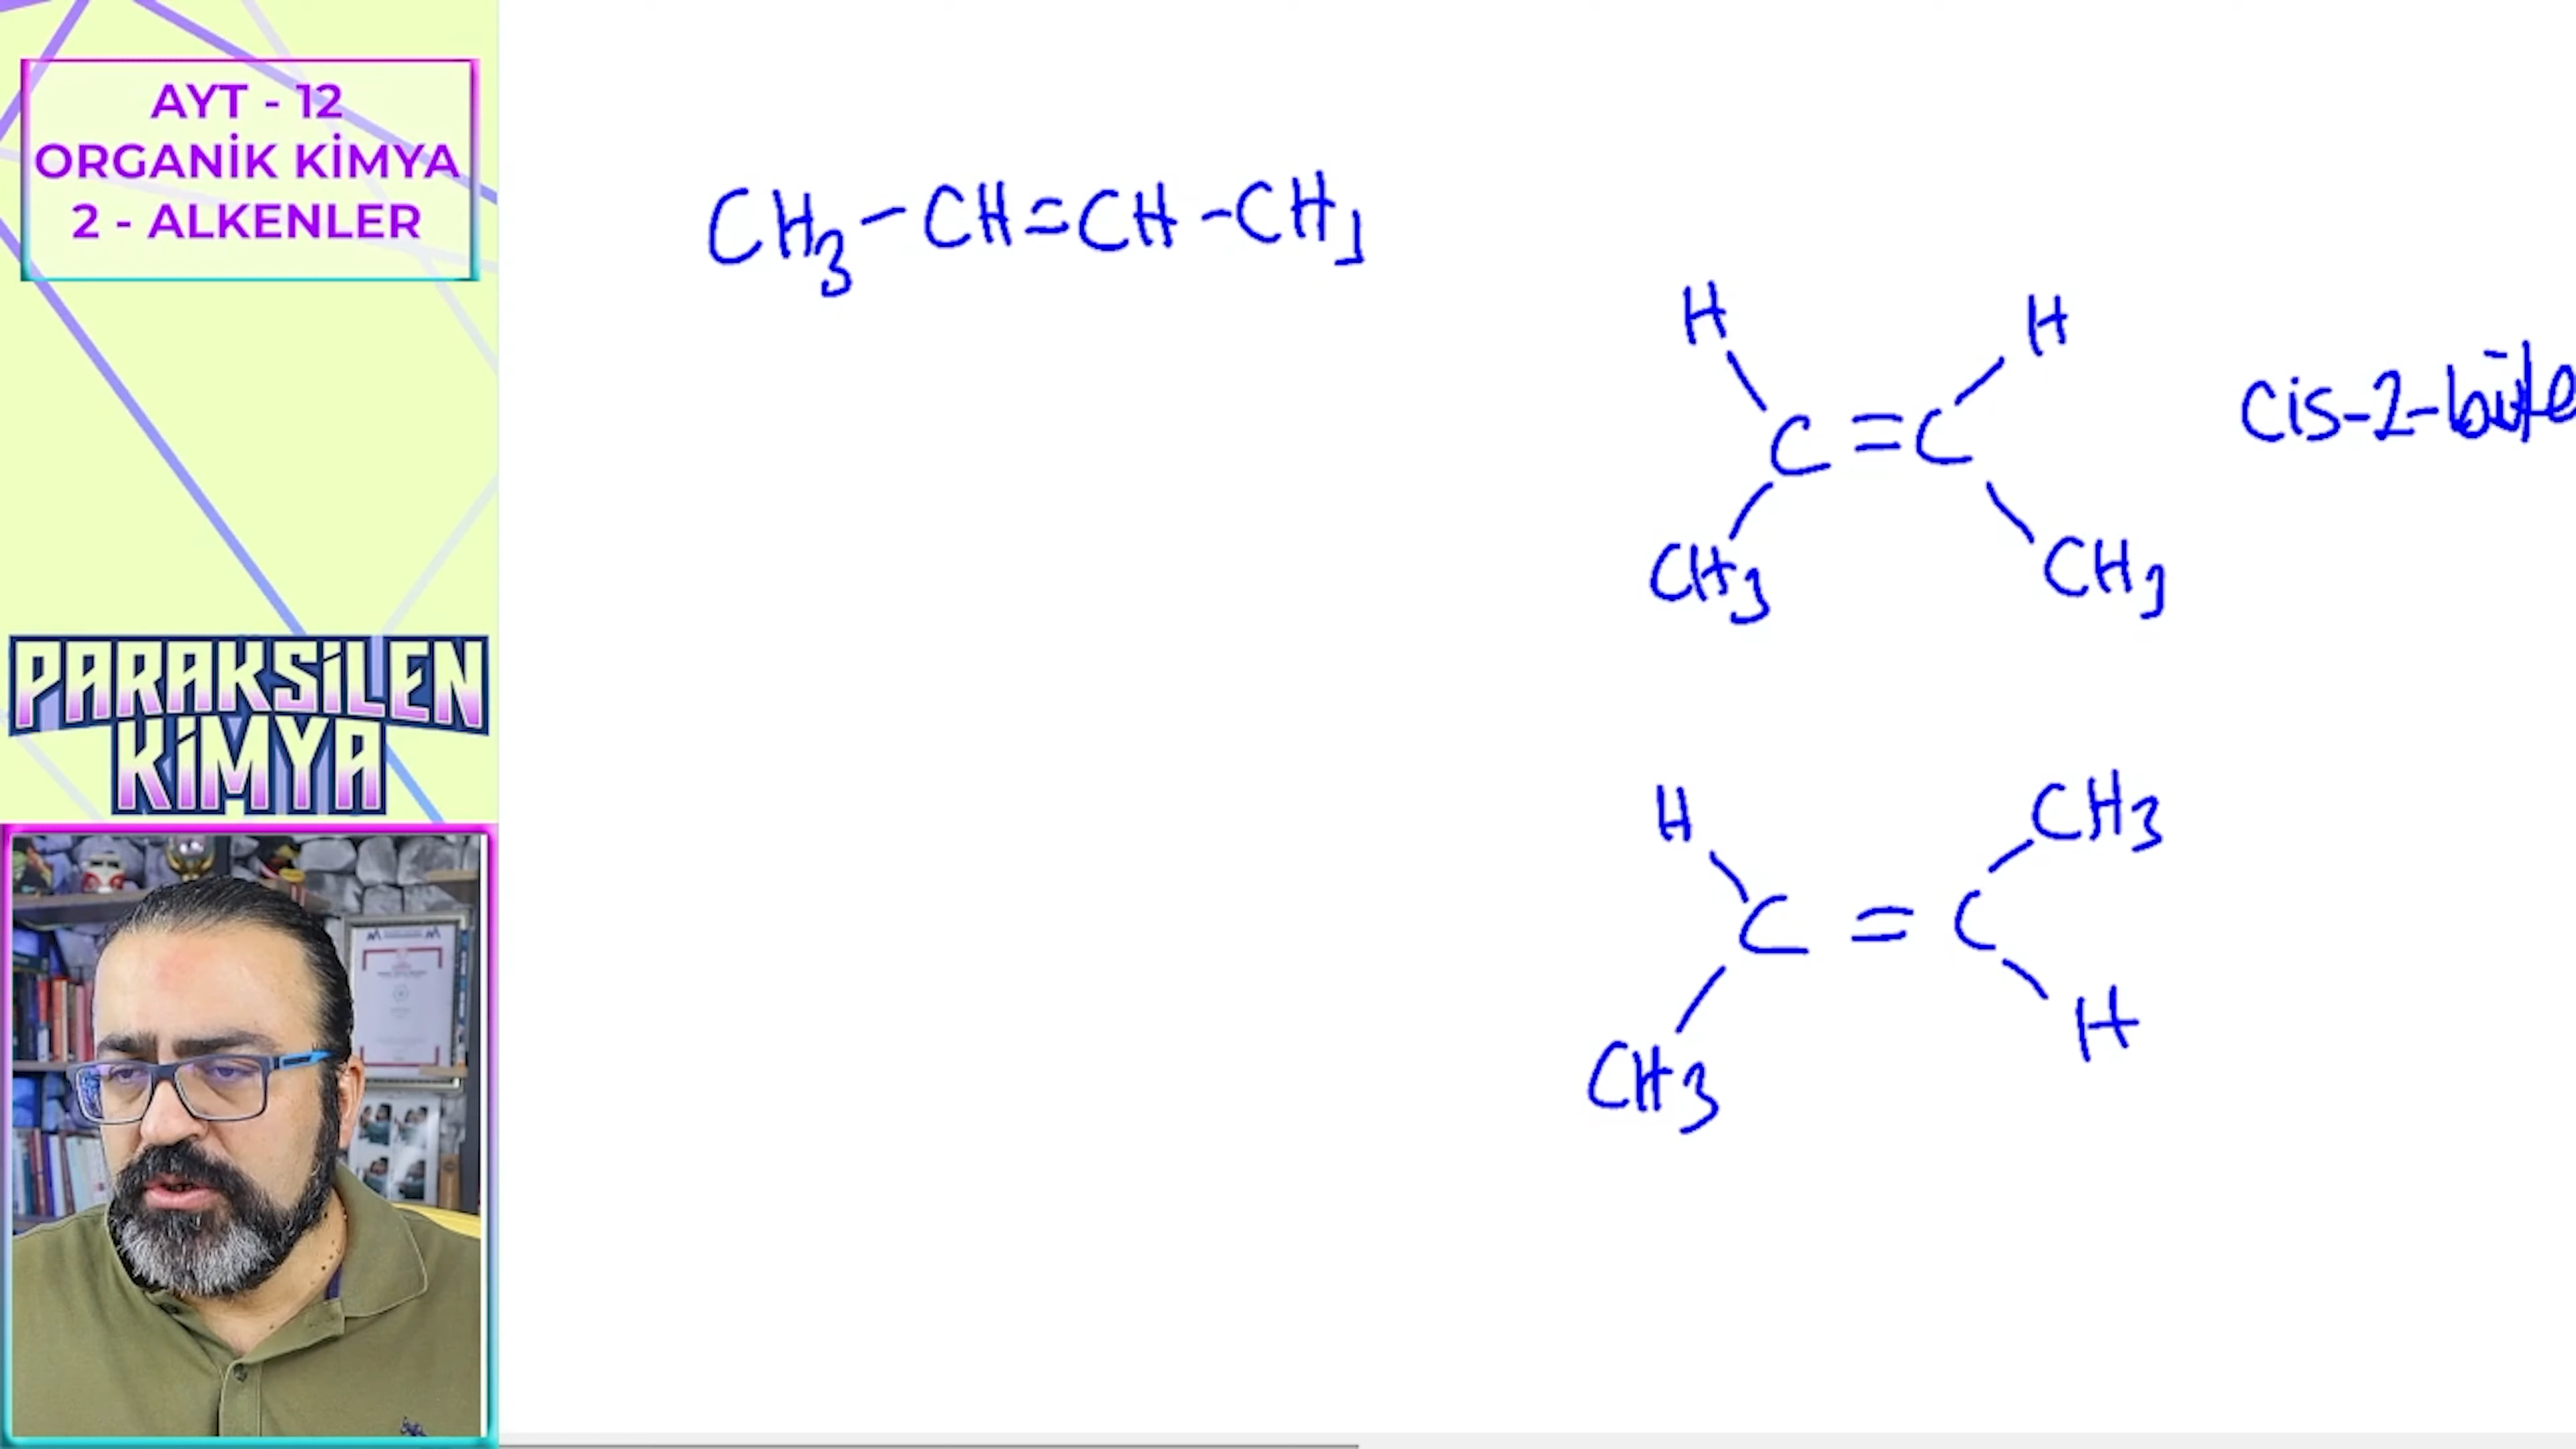 AYT - 12
ORGANİK KİMYA
2 - ALKENLER
PARAKSİLEN
KİMYA
CH3 - CH = CH - CH3
H H
C = C
CH3 CH3
cis-2-büte
H CH3
C = C
CH3 H